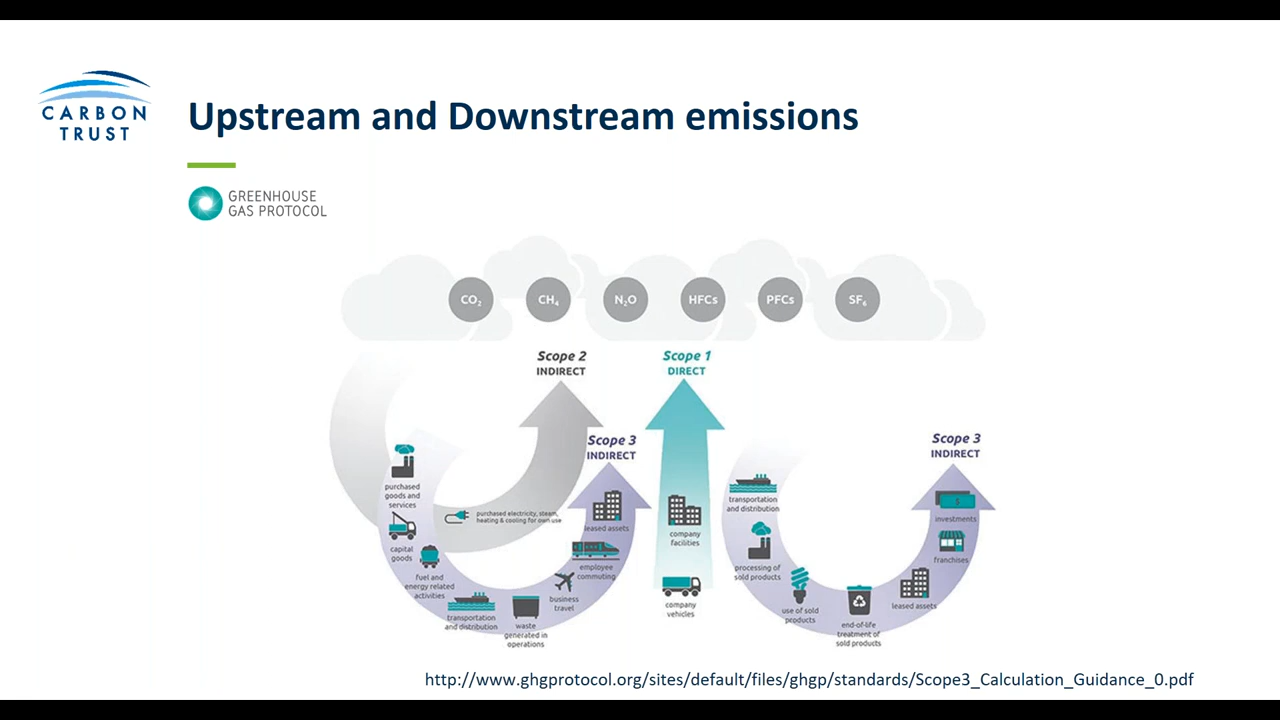 CARBON
TRUST
Upstream and Downstream emissions
GREENHOUSE
GAS PROTOCOL
CO₂
CH₄
N₂O
HFCs
PFCs
SF₆
Scope 2
INDIRECT
Scope 1
DIRECT
Scope 3
INDIRECT
Scope 3
INDIRECT
purchased
goods and
services
capital
goods
fuel and
energy related
activities
transportation
and distribution
waste
generated in
operations
business
travel
employee
commuting
leased assets
purchased electricity, steam,
heating & cooling for own use
company
facilities
company
vehicles
transportation
and distribution
processing of
sold products
use of sold
products
end-of-life
treatment of
sold products
leased assets
franchises
investments
$
http://www.ghgprotocol.org/sites/default/files/ghgp/standards/Scope3_Calculation_Guidance_0.pdf